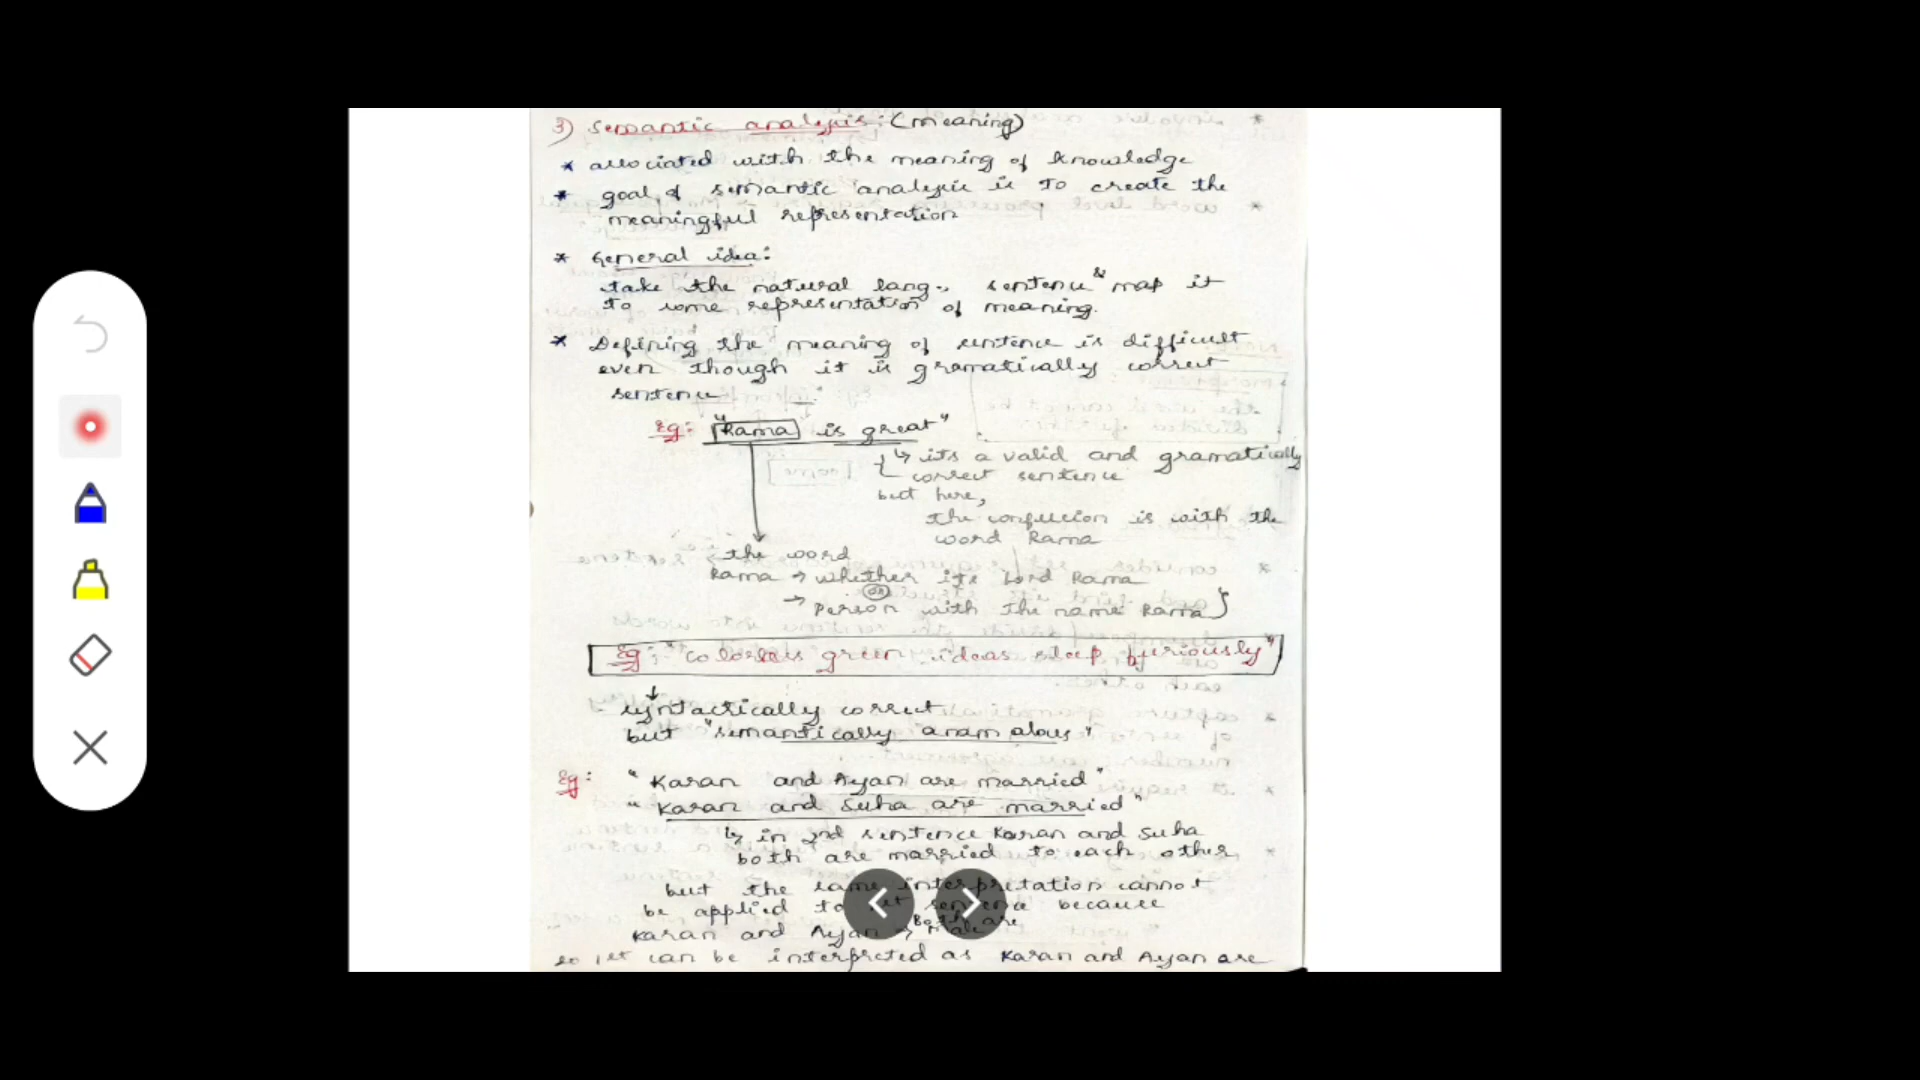 3) Semantic analysis: (meaning)
* associated with the meaning of knowledge
* goal of semantic analysis is to create the
meaningful representation
* General idea:
take the natural lang., sentence & map it
to some representation of meaning.
* Defining the meaning of sentence is difficult
even though it is gramatically correct
sentence
Eg: "Rama is great"
↳ its a valid and gramatically
correct sentence
but here,
the confusion is with the
word Rama
the word
Rama → whether its Lord Rama
or
→ person with the name Rama}
Eg: "colorless green ideas sleep furiously"
↓
syntactically correct
but "semantically anamalous"
Eg: "Karan and Ayan are married"
"Karan and Suha are married"
↳ in 2nd sentence Karan and Suha
both are married to each other,
but the same interpretation cannot
be applied to sentence because
Both are
Karan and Ayan → Male
so 1st can be interpreted as Karan and Ayan are